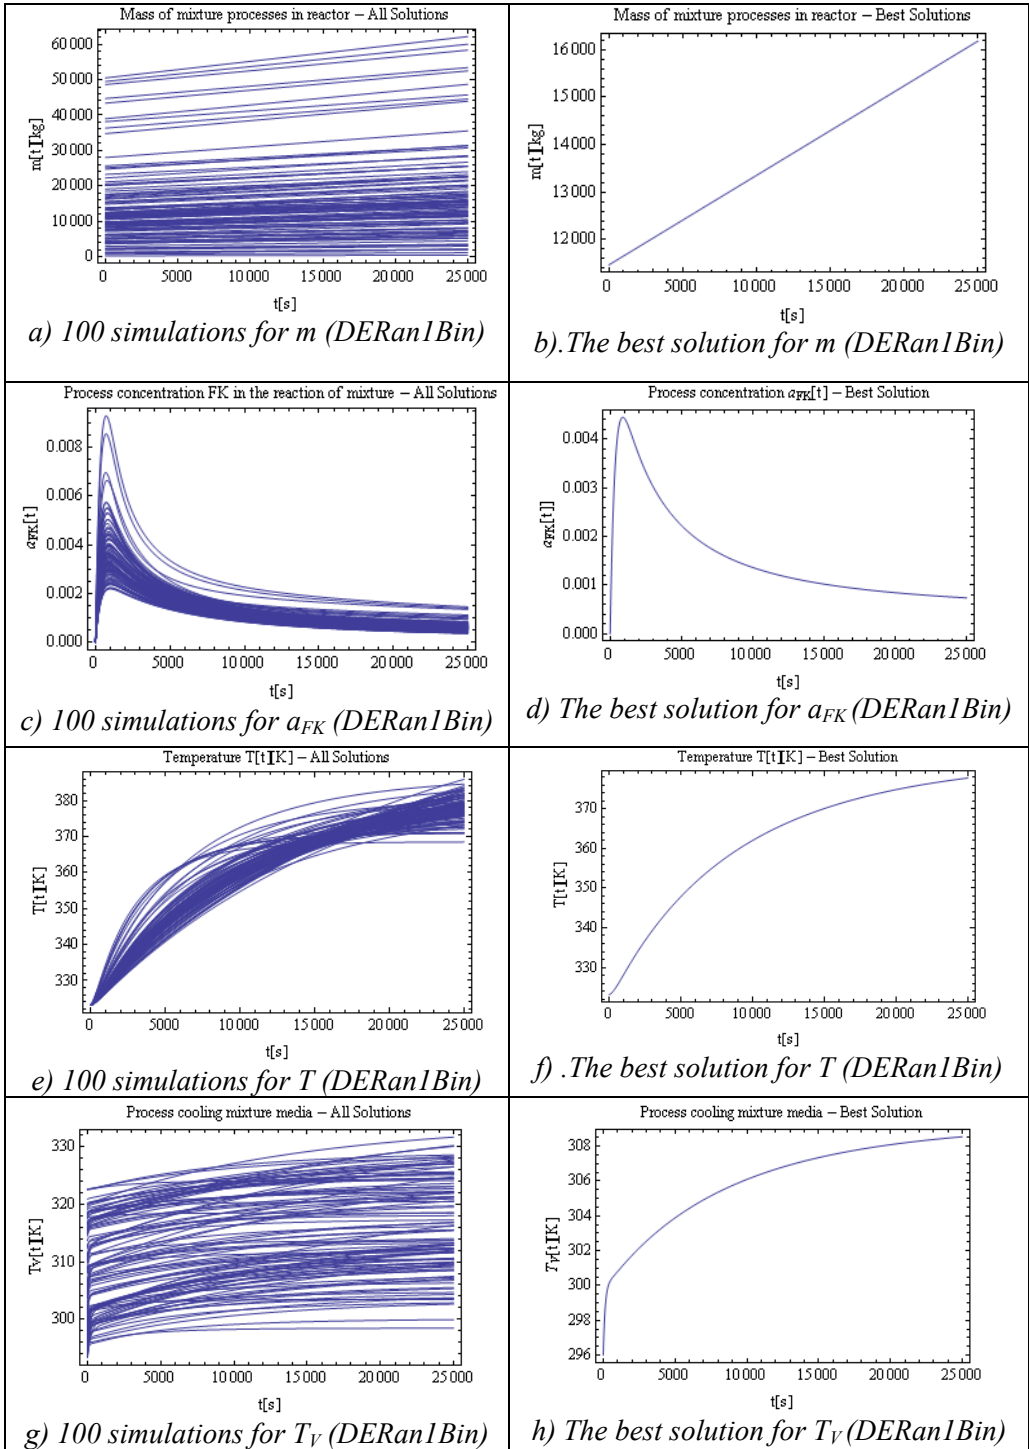 Mass of mixture processes in reactor – All Solutions
60 000
50 000
40 000
30 000
20 000
10 000
0
m[t][kg]
0 5000 10 000 15 000 20 000 25 000
t[s]
a) 100 simulations for m (DERan1Bin)
Mass of mixture processes in reactor – Best Solutions
16 000
15 000
14 000
13 000
12 000
m[t][kg]
0 5000 10 000 15 000 20 000 25 000
t[s]
b).The best solution for m (DERan1Bin)
Process concentration FK in the reaction of mixture – All Solutions
0.008
0.006
0.004
0.002
0.000
aFK[t]
0 5000 10 000 15 000 20 000 25 000
t[s]
c) 100 simulations for aFK (DERan1Bin)
Process concentration aFK[t] – Best Solution
0.004
0.003
0.002
0.001
0.000
aFK[t]]
0 5000 10 000 15 000 20 000 25 000
t[s]
d) The best solution for aFK (DERan1Bin)
Temperature T[t][K] – All Solutions
380
370
360
350
340
330
T[t][K]
0 5000 10 000 15 000 20 000 25 000
t[s]
e) 100 simulations for T (DERan1Bin)
Temperature T[t][K] – Best Solution
370
360
350
340
330
T[t][K]
0 5000 10 000 15 000 20 000 25 000
t[s]
f) .The best solution for T (DERan1Bin)
Process cooling mixture media – All Solutions
330
320
310
300
Tv[t][K]
0 5000 10 000 15 000 20 000 25 000
t[s]
g) 100 simulations for TV (DERan1Bin)
Process cooling mixture media – Best Solution
308
306
304
302
300
298
296
TV[t][K]
0 5000 10 000 15 000 20 000 25 000
t[s]
h) The best solution for TV (DERan1Bin)